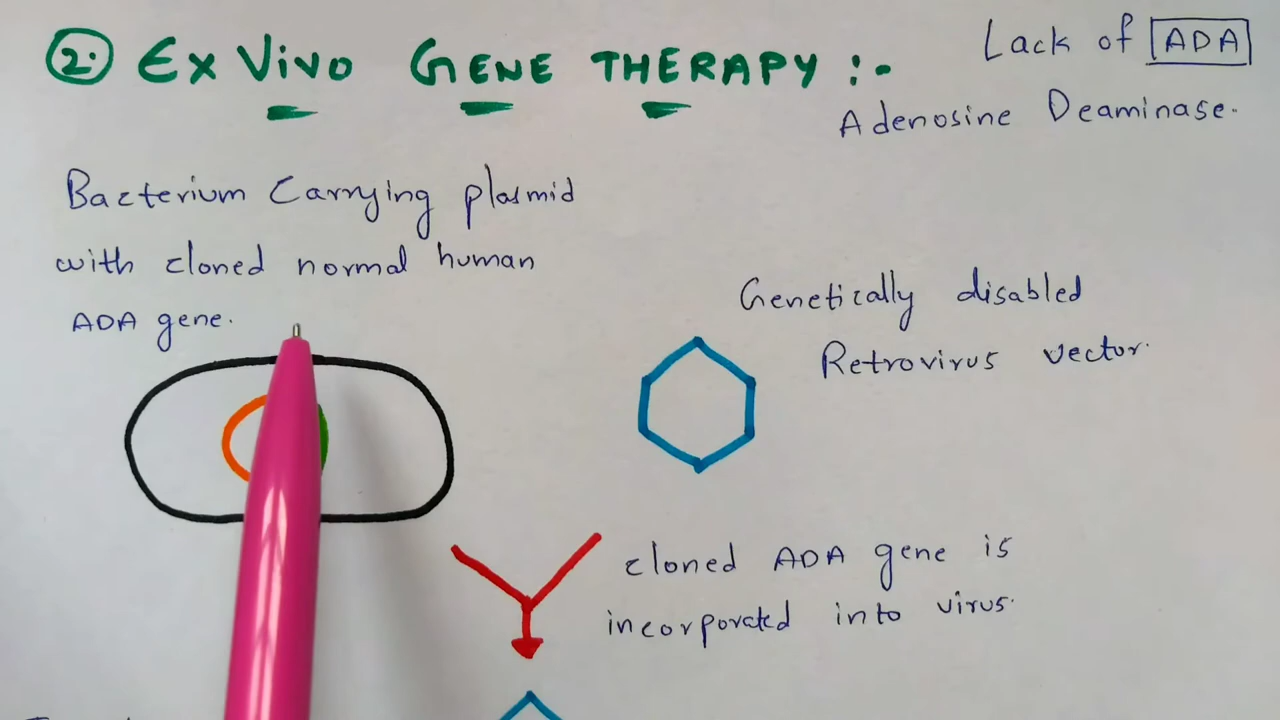 2. Ex Vivo GENE THERAPY :-
Lack of ADA
Adenosine Deaminase.
Bacterium Carrying plasmid
with cloned normal human
ADA gene.
Genetically disabled
Retrovirus vector.
cloned ADA gene is
incorporated into virus.